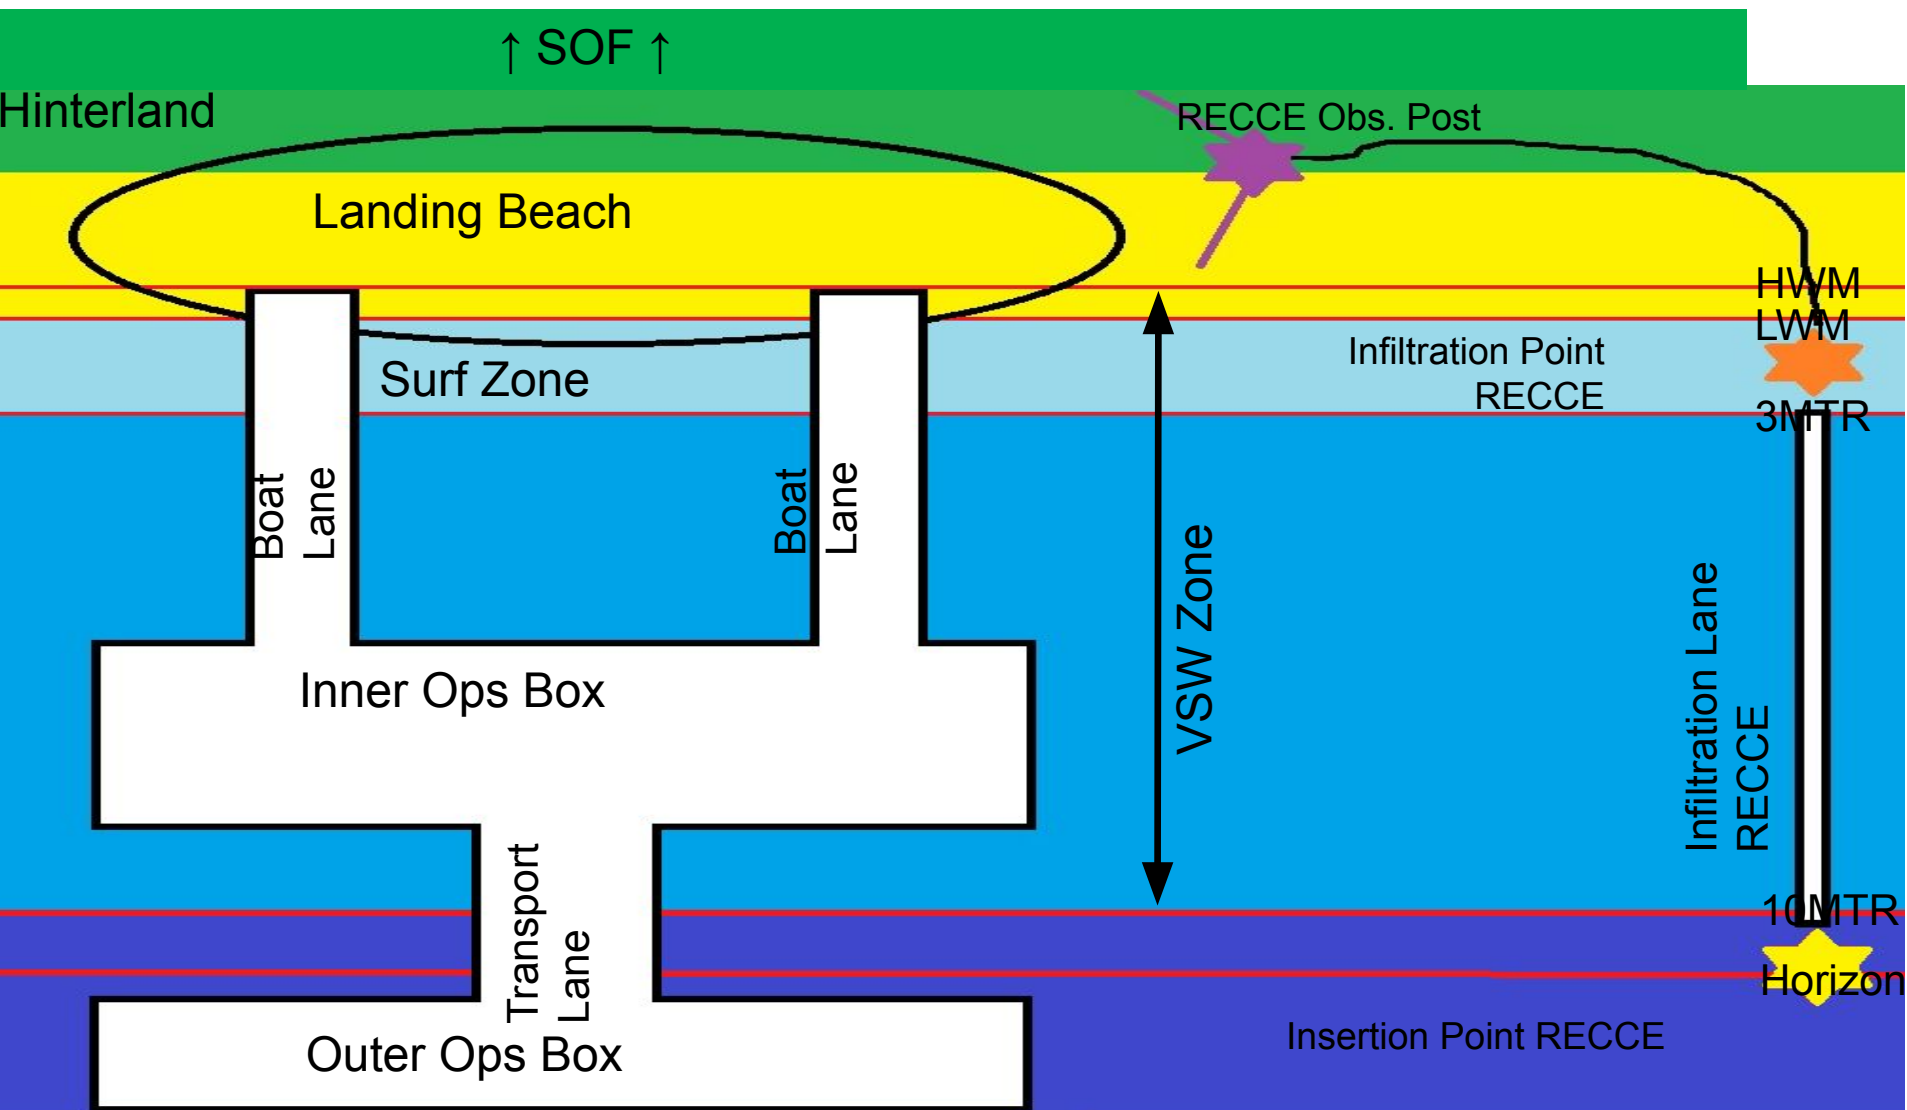 ↑ SOF ↑
Hinterland
RECCE Obs. Post
Landing Beach
HWM
LWM
Infiltration Point
RECCE
Surf Zone
3MTR
Boat
Lane
Boat
Lane
VSW Zone
Infiltration Lane
RECCE
Inner Ops Box
Transport
Lane
10MTR
Horizon
Insertion Point RECCE
Outer Ops Box